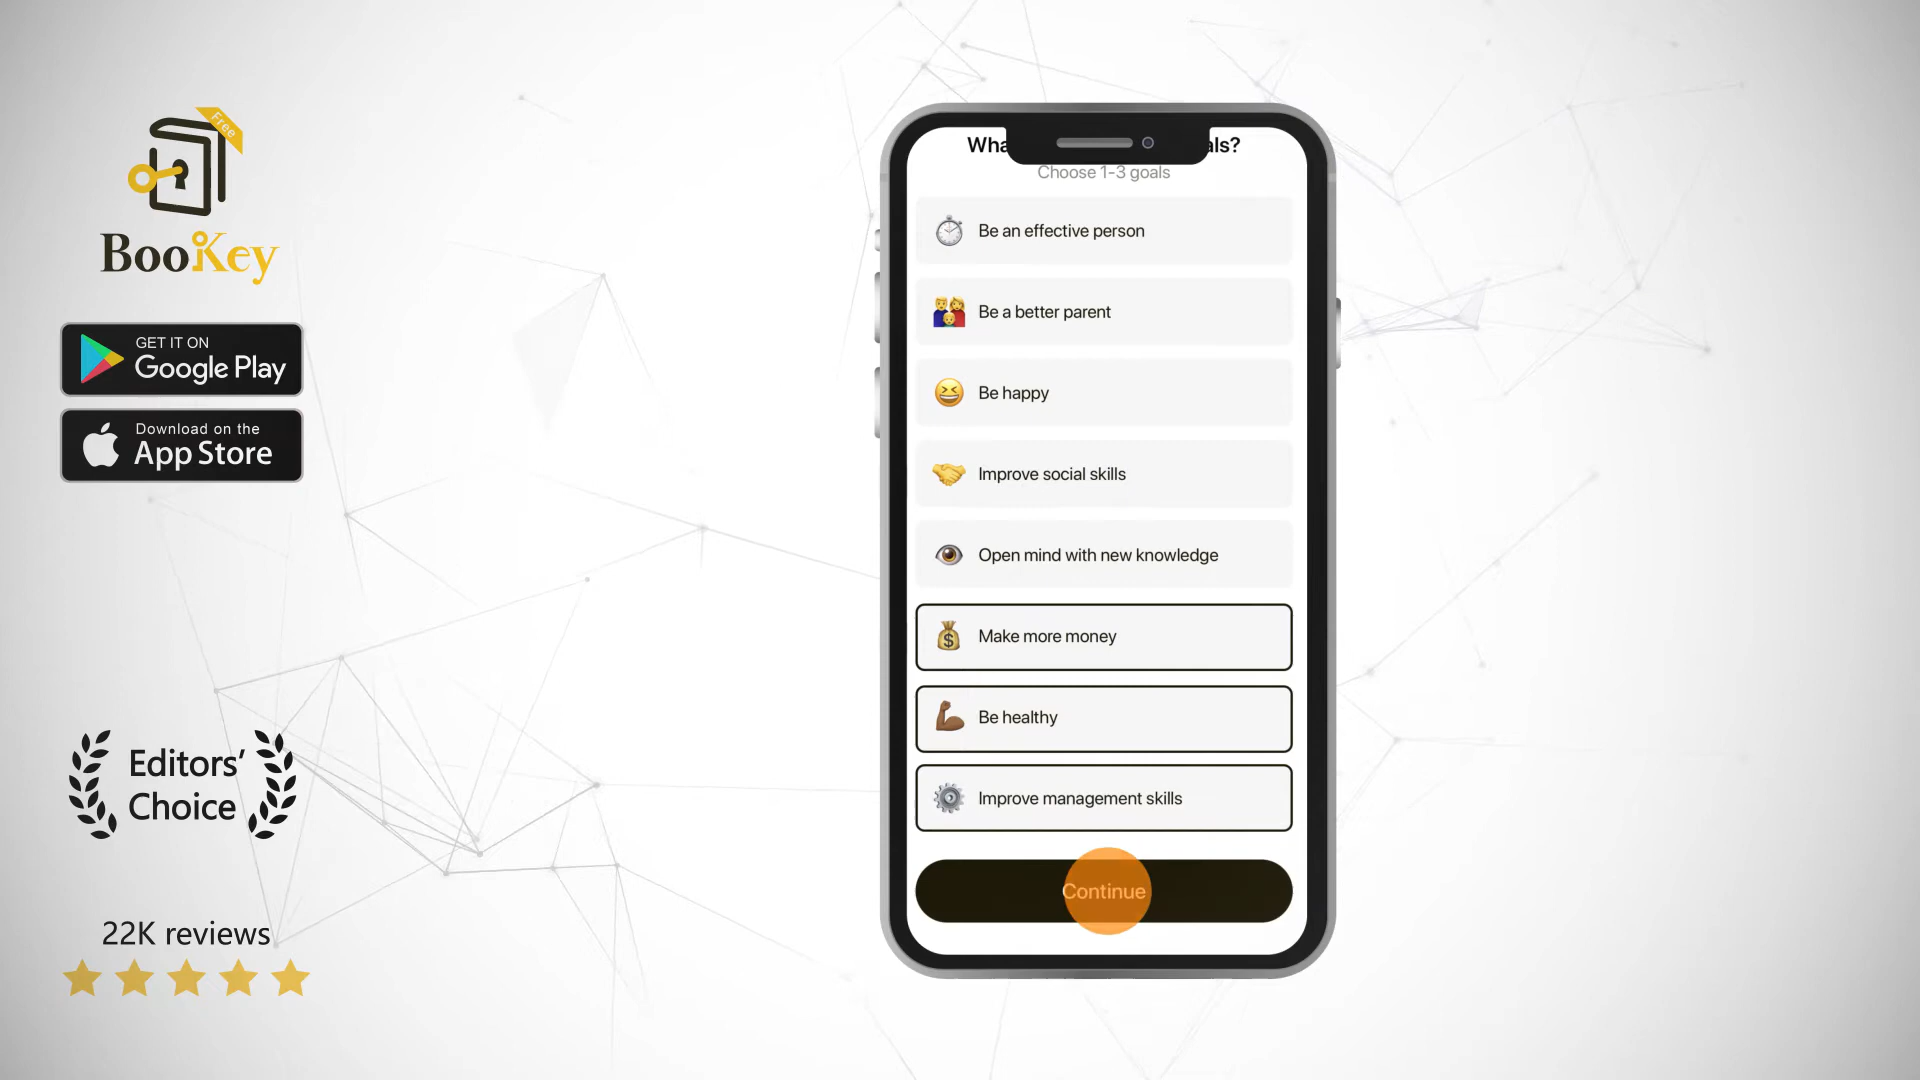 Free
BooKey
GET IT ON
Google Play
Download on the
App Store
Editors’
Choice
22K reviews
Choose 1-3 goals
Be an effective person
Be a better parent
Be happy
Improve social skills
Open mind with new knowledge
Make more money
Be healthy
Improve management skills
Continue